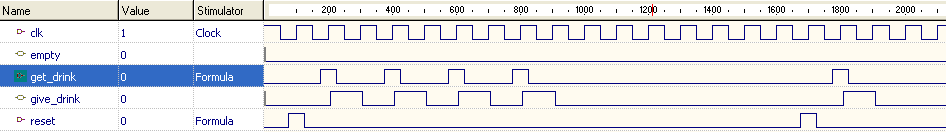 Name Value Stimulator 200 400 600 800 1000 1200 1400 1600 1800 2000
clk 1 Clock
empty 0
get_drink 0 Formula
give_drink 0
reset 0 Formula